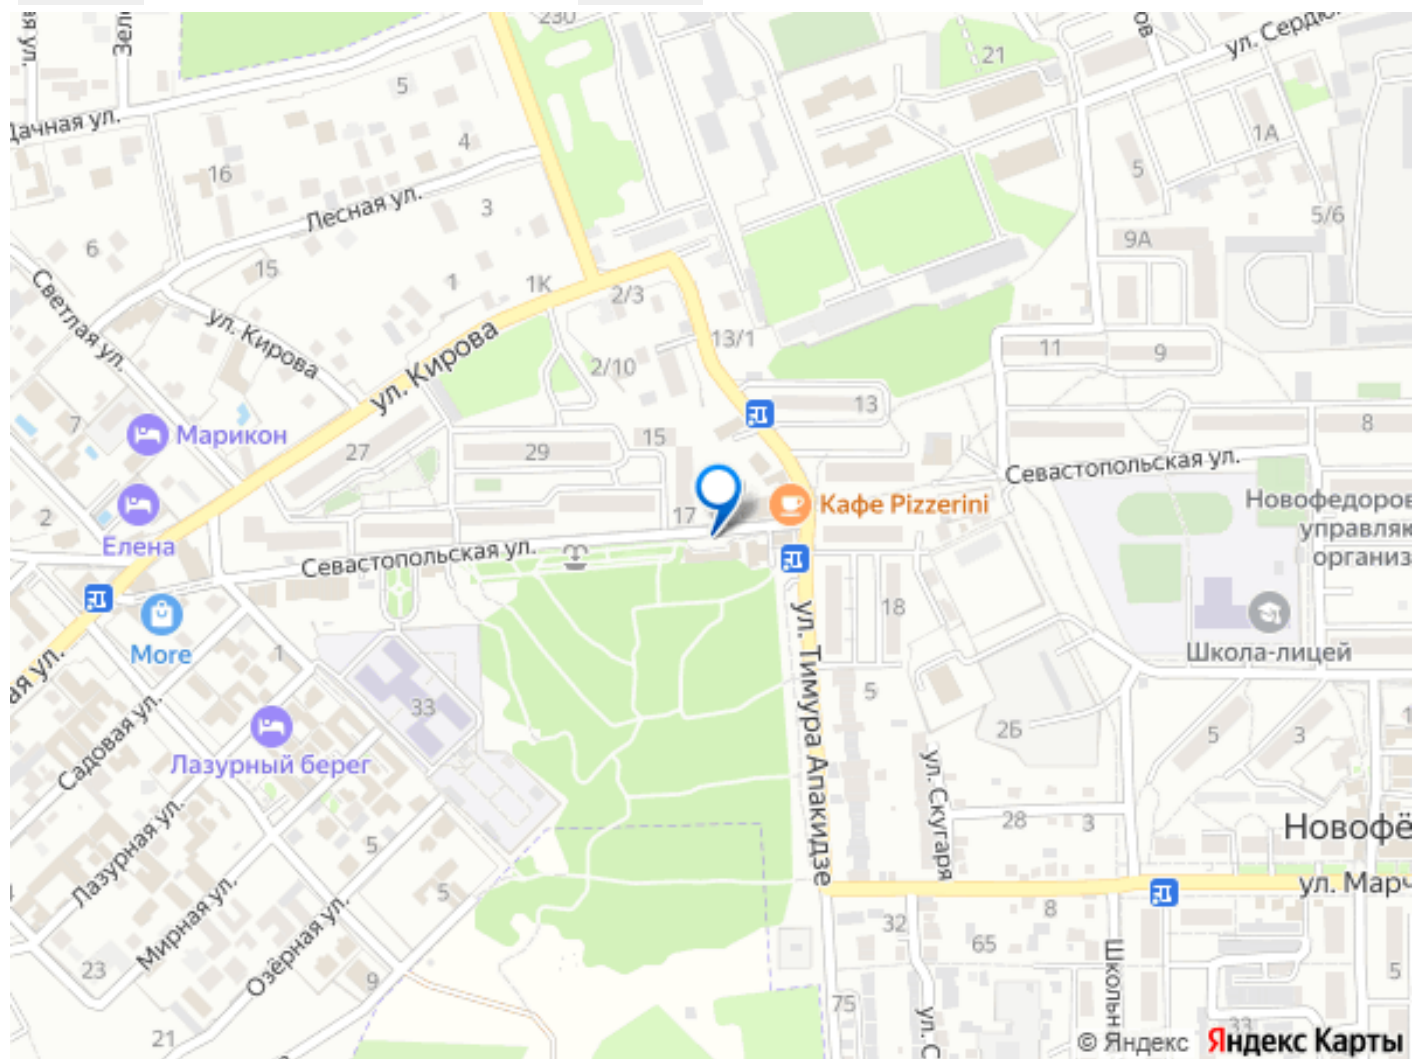 230
21
ул. Сердю
Дачная ул.
5
4
16
Лесная ул.
3
6
15
1
1К
2/3
13/1
2/10
1А
5
5/6
9А
11
9
8
Светлая ул.
ул. Кирова
ул. Кирова
7
Марикон
27
29
15
13
17
Кафе Pizzerini
Севастопольская ул.
Новофедоров
управляю
организ
2
Елена
Севастопольская ул.
More
1
33
18
ул. Тимура Апакидзе
Школа-лицей
5
2Б
5
3
Садовая ул.
Лазурный берег
ул. Скугаря
28
3
Новофё
Лазурная ул.
5
5
ул. Марч
Мирная ул.
Озёрная ул.
23
9
21
32
8
65
75
ул. С
Школьн
33
5
© Яндекс Яндекс Карты